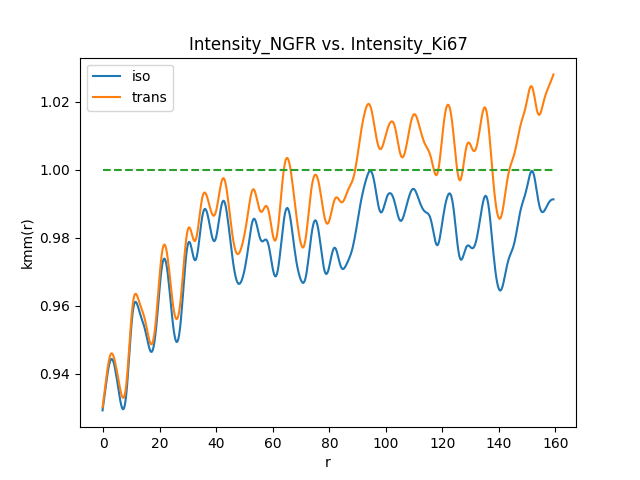 Intensity_NGFR vs. Intensity_Ki67
iso
trans
1.02
1.00
0.98
0.96
0.94
kmm(r)
0 20 40 60 80 100 120 140 160
r